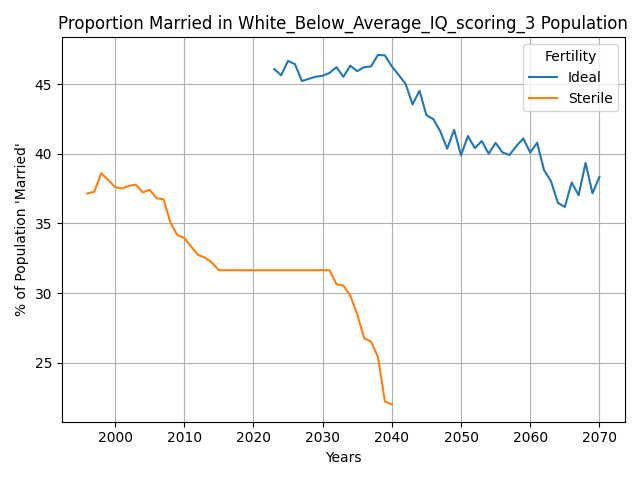 Proportion Married in White_Below_Average_IQ_scoring_3 Population
% of Population 'Married'
45
40
35
30
25
Fertility
Ideal
Sterile
2000 2010 2020 2030 2040 2050 2060 2070
Years